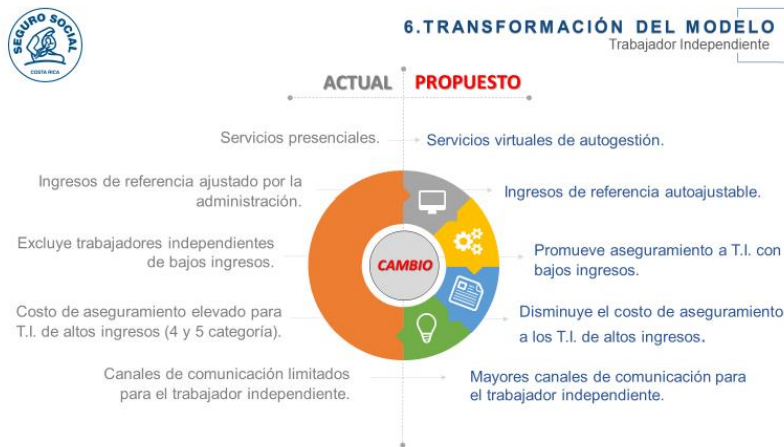 SEGURO SOCIAL
COSTA RICA
6.TRANSFORMACIÓN DEL MODELO
Trabajador Independiente
ACTUAL
PROPUESTO
Servicios presenciales.
Servicios virtuales de autogestión.
Ingresos de referencia ajustado por la
administración.
Ingresos de referencia autoajustable.
Excluye trabajadores independientes
de bajos ingresos.
Promueve aseguramiento a T.I. con
bajos ingresos.
CAMBIO
Costo de aseguramiento elevado para
T.I. de altos ingresos (4 y 5 categoría).
Disminuye el costo de aseguramiento
a los T.I. de altos ingresos.
Canales de comunicación limitados
para el trabajador independiente.
Mayores canales de comunicación para
el trabajador independiente.